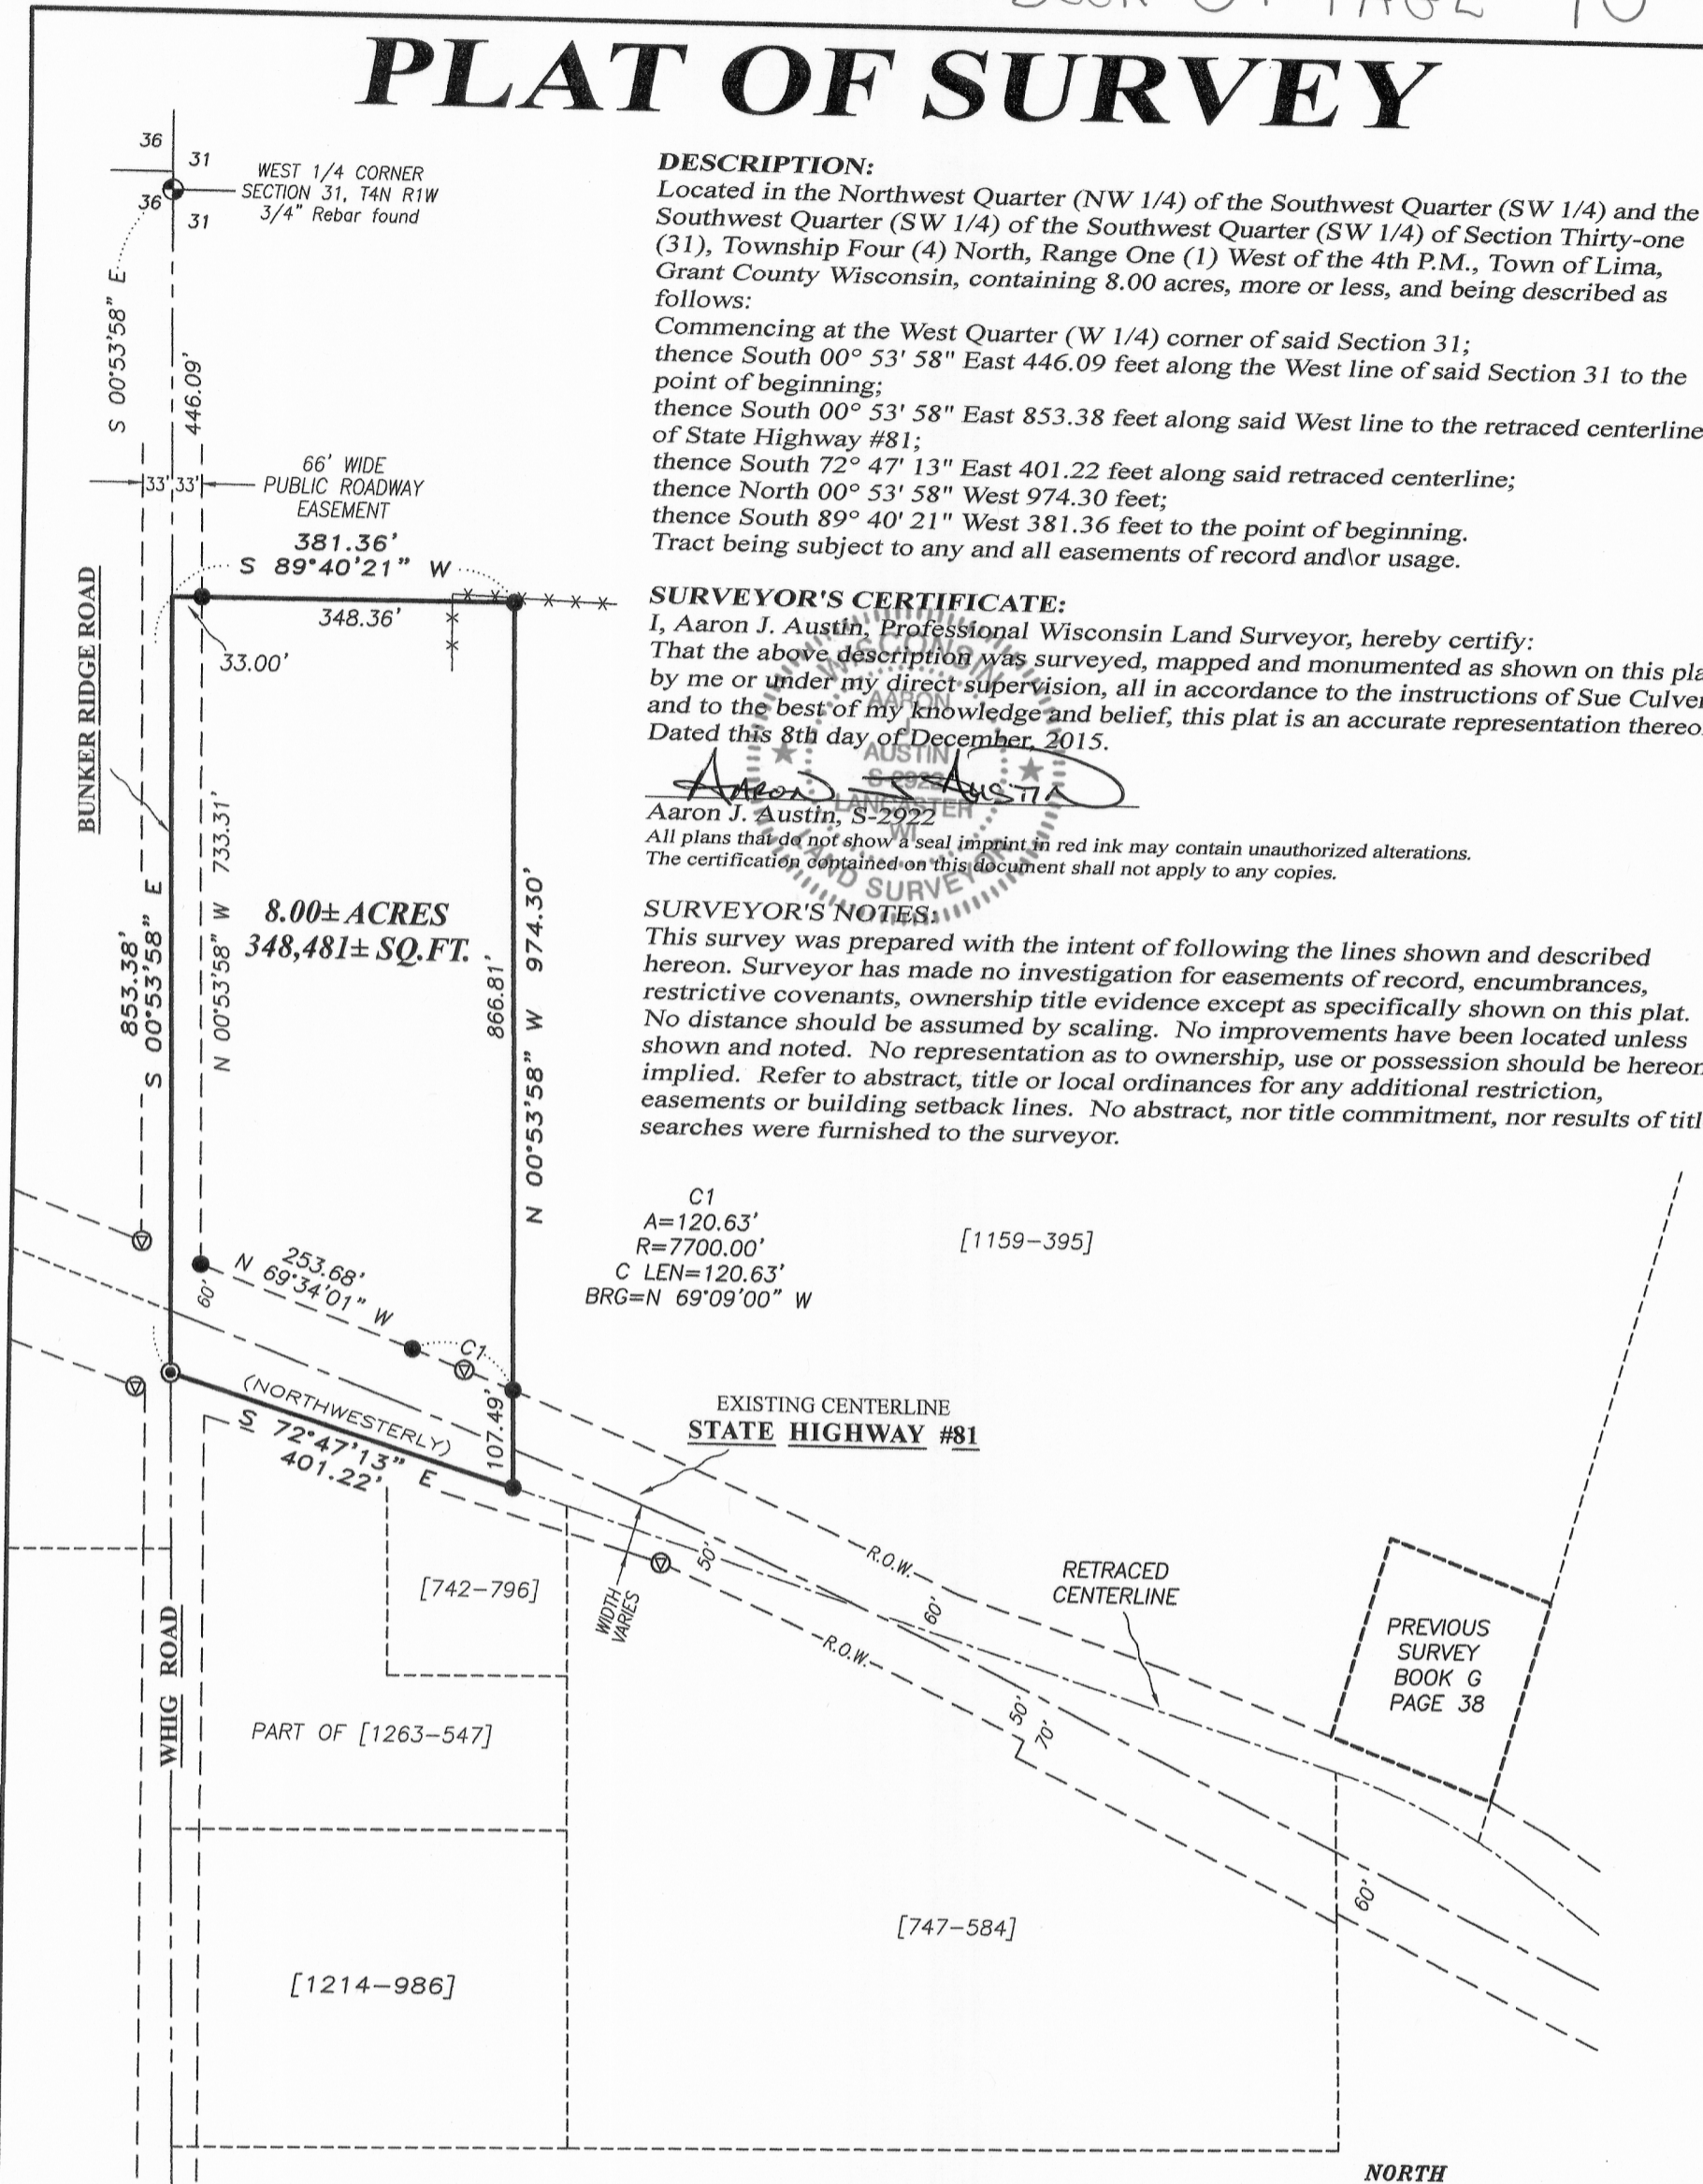 PAGE
PLAT OF SURVEY
36
31
36
31
WEST 1/4 CORNER
SECTION 31, T4N R1W
3/4" Rebar found
S 00°53'58" E
446.09'
33' 33'
66' WIDE
PUBLIC ROADWAY
EASEMENT
381.36'
S 89°40'21" W
348.36'
33.00'
BUNKER RIDGE ROAD
853.38'
S 00°53'58" E
N 00°53'58" W 733.31'
8.00± ACRES
348,481± SQ.FT.
866.81'
N 00°53'58" W 974.30'
DESCRIPTION:
Located in the Northwest Quarter (NW 1/4) of the Southwest Quarter (SW 1/4) and the
Southwest Quarter (SW 1/4) of the Southwest Quarter (SW 1/4) of Section Thirty-one
(31), Township Four (4) North, Range One (1) West of the 4th P.M., Town of Lima,
Grant County Wisconsin, containing 8.00 acres, more or less, and being described as
follows:
Commencing at the West Quarter (W 1/4) corner of said Section 31;
thence South 00° 53' 58" East 446.09 feet along the West line of said Section 31 to the
point of beginning;
thence South 00° 53' 58" East 853.38 feet along said West line to the retraced centerline
of State Highway #81;
thence South 72° 47' 13" East 401.22 feet along said retraced centerline;
thence North 00° 53' 58" West 974.30 feet;
thence South 89° 40' 21" West 381.36 feet to the point of beginning.
Tract being subject to any and all easements of record and\or usage.
SURVEYOR'S CERTIFICATE:
I, Aaron J. Austin, Professional Wisconsin Land Surveyor, hereby certify:
That the above description was surveyed, mapped and monumented as shown on this pla
by me or under my direct supervision, all in accordance to the instructions of Sue Culver
and to the best of my knowledge and belief, this plat is an accurate representation thereo
Dated this 8th day of December, 2015.
Aaron J Austin
Aaron J. Austin, S-2922
WISCONSIN
AARON
J
AUSTIN
S-2922
LANCASTER
WI
LAND SURVEYOR
All plans that do not show a seal imprint in red ink may contain unauthorized alterations.
The certification contained on this document shall not apply to any copies.
SURVEYOR'S NOTES:
This survey was prepared with the intent of following the lines shown and described
hereon. Surveyor has made no investigation for easements of record, encumbrances,
restrictive covenants, ownership title evidence except as specifically shown on this plat.
No distance should be assumed by scaling. No improvements have been located unless
shown and noted. No representation as to ownership, use or possession should be hereon
implied. Refer to abstract, title or local ordinances for any additional restriction,
easements or building setback lines. No abstract, nor title commitment, nor results of titl
searches were furnished to the surveyor.
C1
A=120.63'
R=7700.00'
C LEN=120.63'
BRG=N 69°09'00" W
[1159-395]
253.68'
N 69°34'01" W
60'
C1
(NORTHWESTERLY)
S 72°47'13" E
401.22'
107.49'
EXISTING CENTERLINE
STATE HIGHWAY #81
WIDTH
VARIES
50'
R.O.W.
R.O.W.
60'
RETRACED
CENTERLINE
50'
70'
60'
PREVIOUS
SURVEY
BOOK G
PAGE 38
[742-796]
WHIG ROAD
PART OF [1263-547]
[747-584]
[1214-986]
NORTH